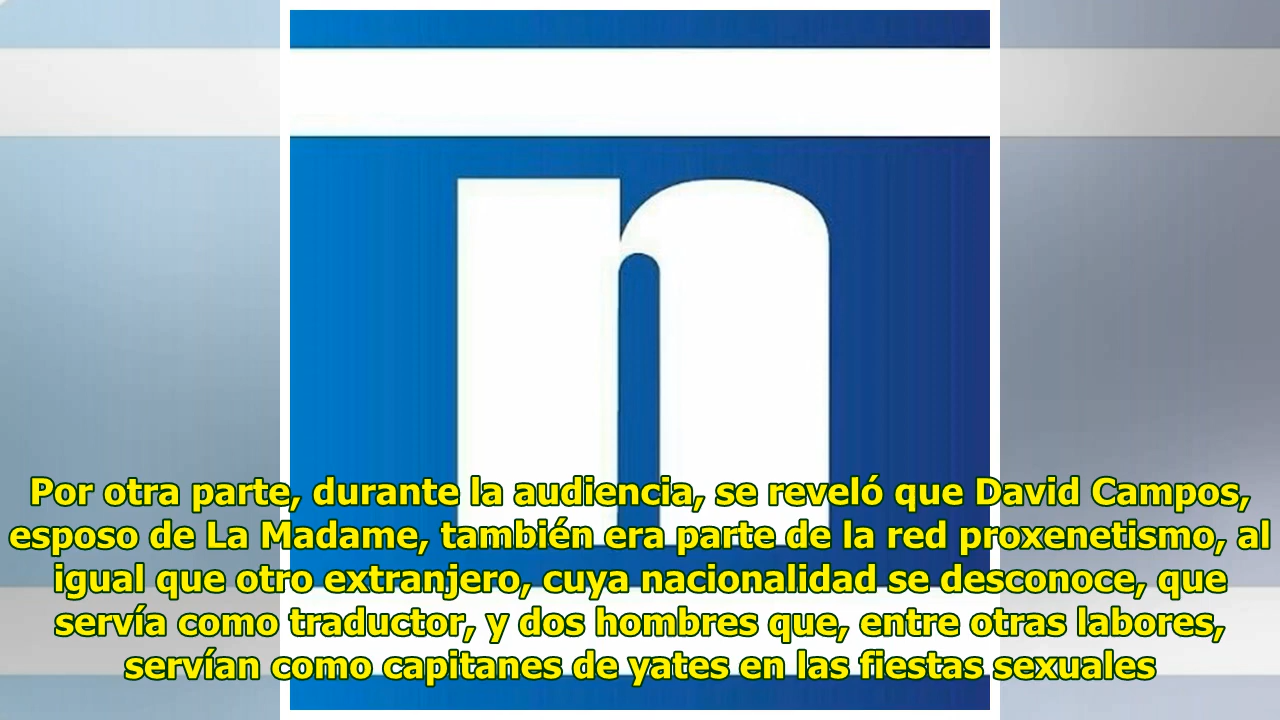 n
Por otra parte, durante la audiencia, se reveló que David Campos,
esposo de La Madame, también era parte de la red proxenetismo, al
igual que otro extranjero, cuya nacionalidad se desconoce, que
servía como traductor, y dos hombres que, entre otras labores,
servían como capitanes de yates en las fiestas sexuales